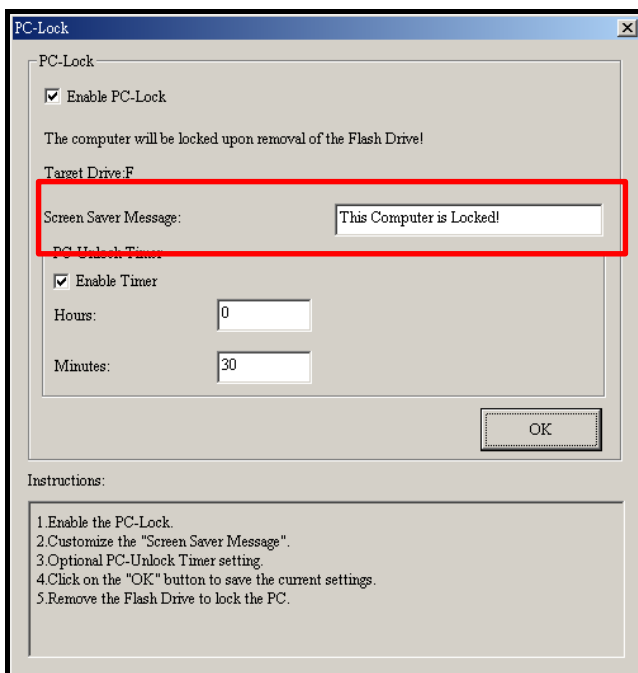 PC-Lock
PC-Lock
Enable PC-Lock
The computer will be locked upon removal of the Flash Drive!
Target Drive:F
Screen Saver Message: This Computer is Locked!
PC-Unlock Timer
Enable Timer
Hours: 0
Minutes: 30
OK
Instructions:
1.Enable the PC-Lock.
2.Customize the "Screen Saver Message".
3.Optional PC-Unlock Timer setting.
4.Click on the "OK" button to save the current settings.
5.Remove the Flash Drive to lock the PC.